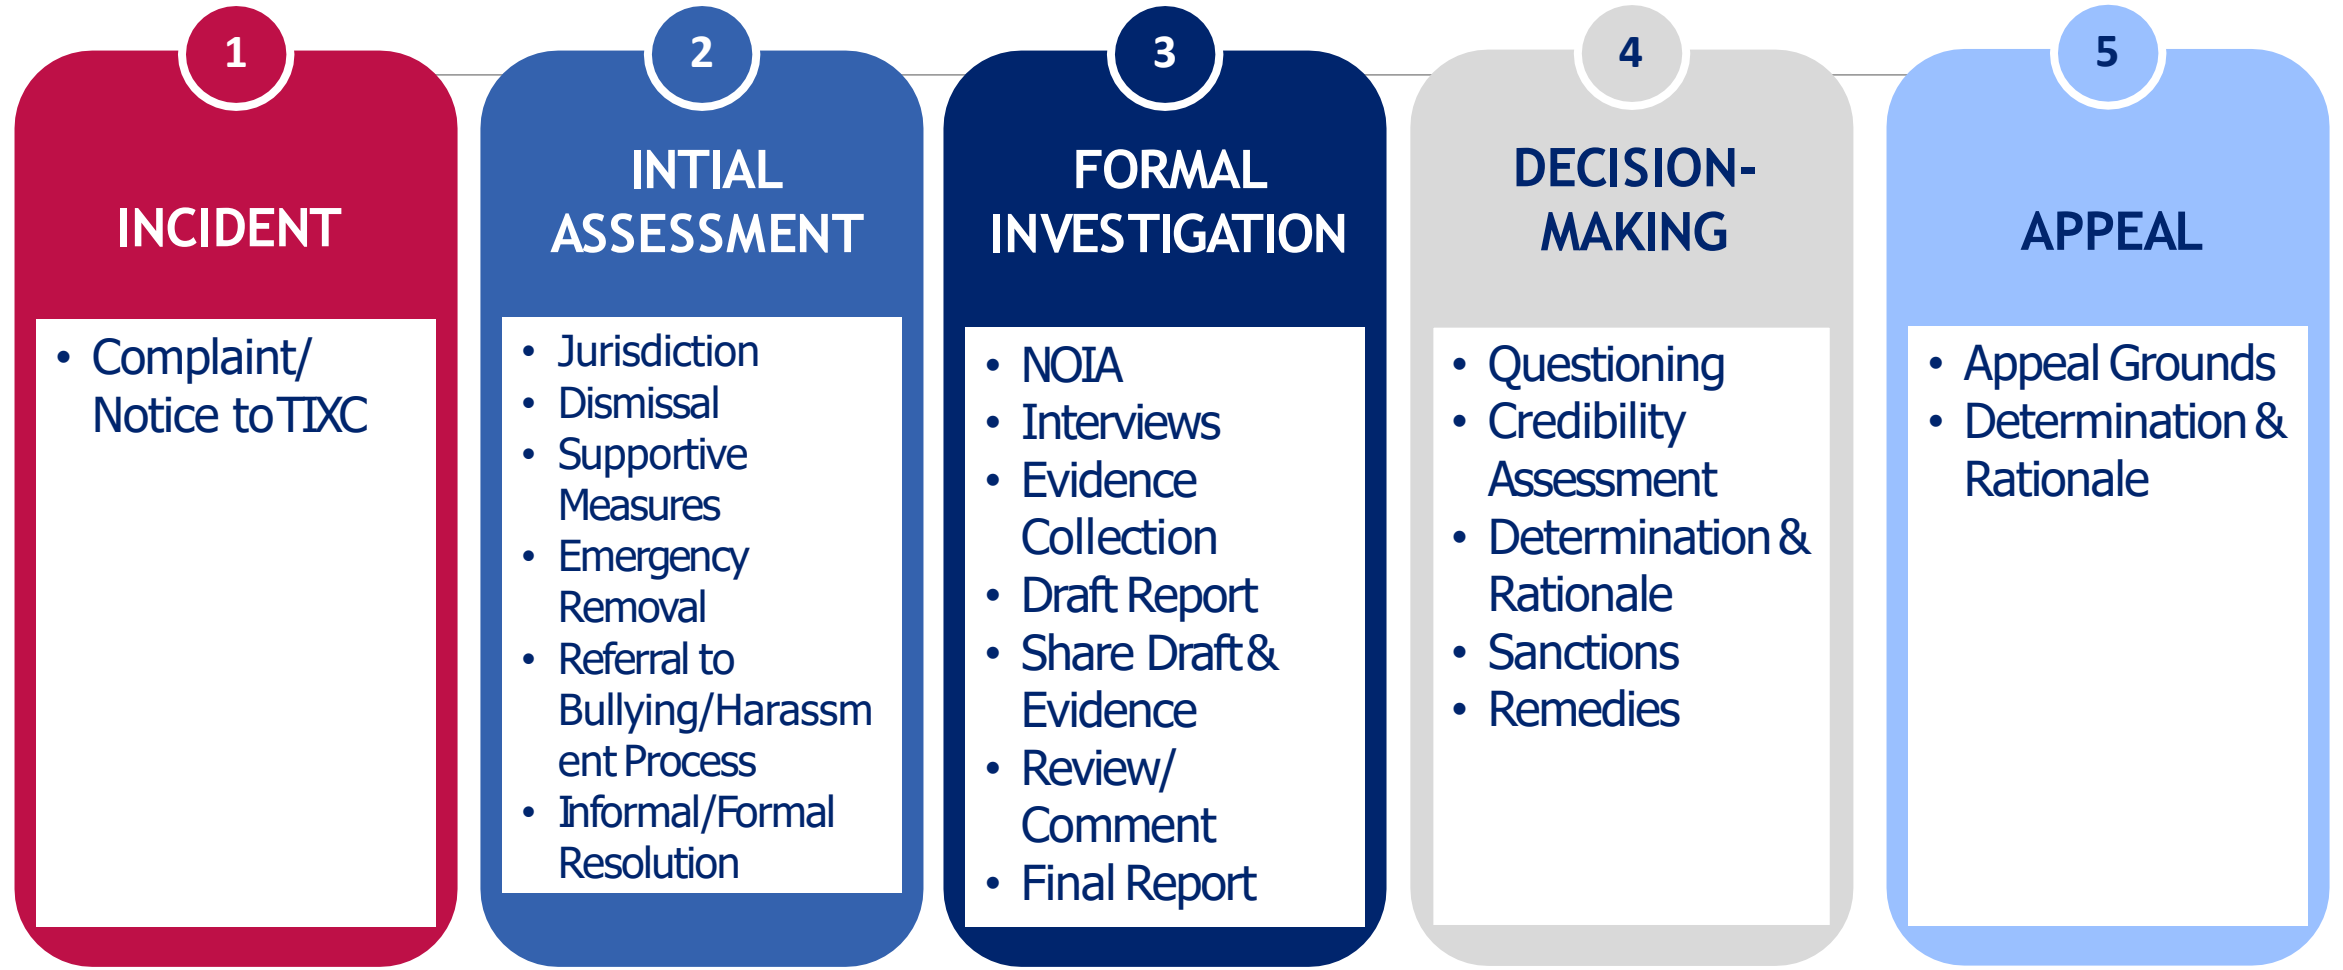 1
INCIDENT
• Complaint/
Notice to TIXC
2
INTIAL
ASSESSMENT
• Jurisdiction
• Dismissal
• Supportive
Measures
• Emergency
Removal
• Referral to
Bullying/Harassm
ent Process
• Informal/Formal
Resolution
3
FORMAL
INVESTIGATION
• NOIA
• Interviews
• Evidence
Collection
• Draft Report
• Share Draft &
Evidence
• Review/
Comment
• Final Report
4
DECISION-
MAKING
• Questioning
• Credibility
Assessment
• Determination &
Rationale
• Sanctions
• Remedies
5
APPEAL
• Appeal Grounds
• Determination &
Rationale